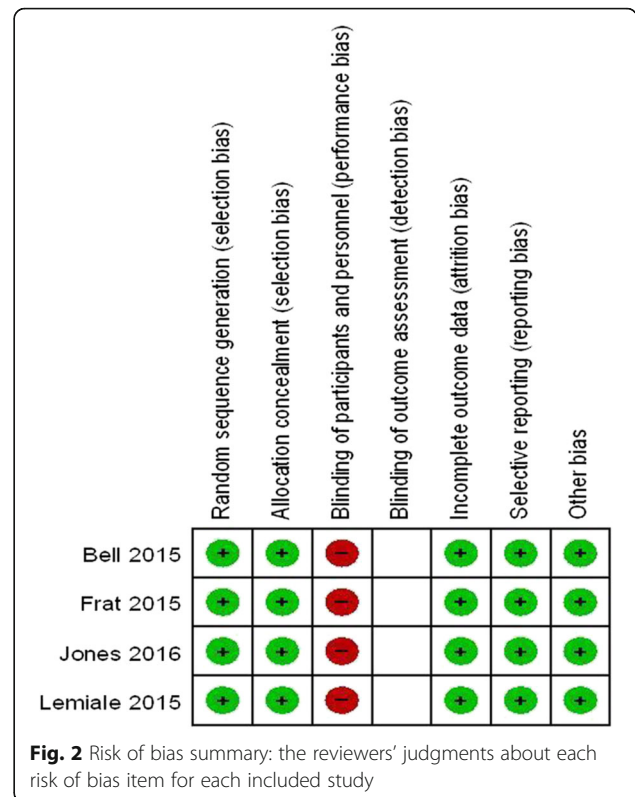 Random sequence generation (selection bias)
Allocation concealment (selection bias)
Blinding of participants and personnel (performance bias)
Blinding of outcome assessment (detection bias)
Incomplete outcome data (attrition bias)
Selective reporting (reporting bias)
Other bias
Bell 2015 + + − + + +
Frat 2015 + + − + + +
Jones 2016 + + − + + +
Lemiale 2015 + + − + + +
Fig. 2 Risk of bias summary: the reviewers’ judgments about each
risk of bias item for each included study